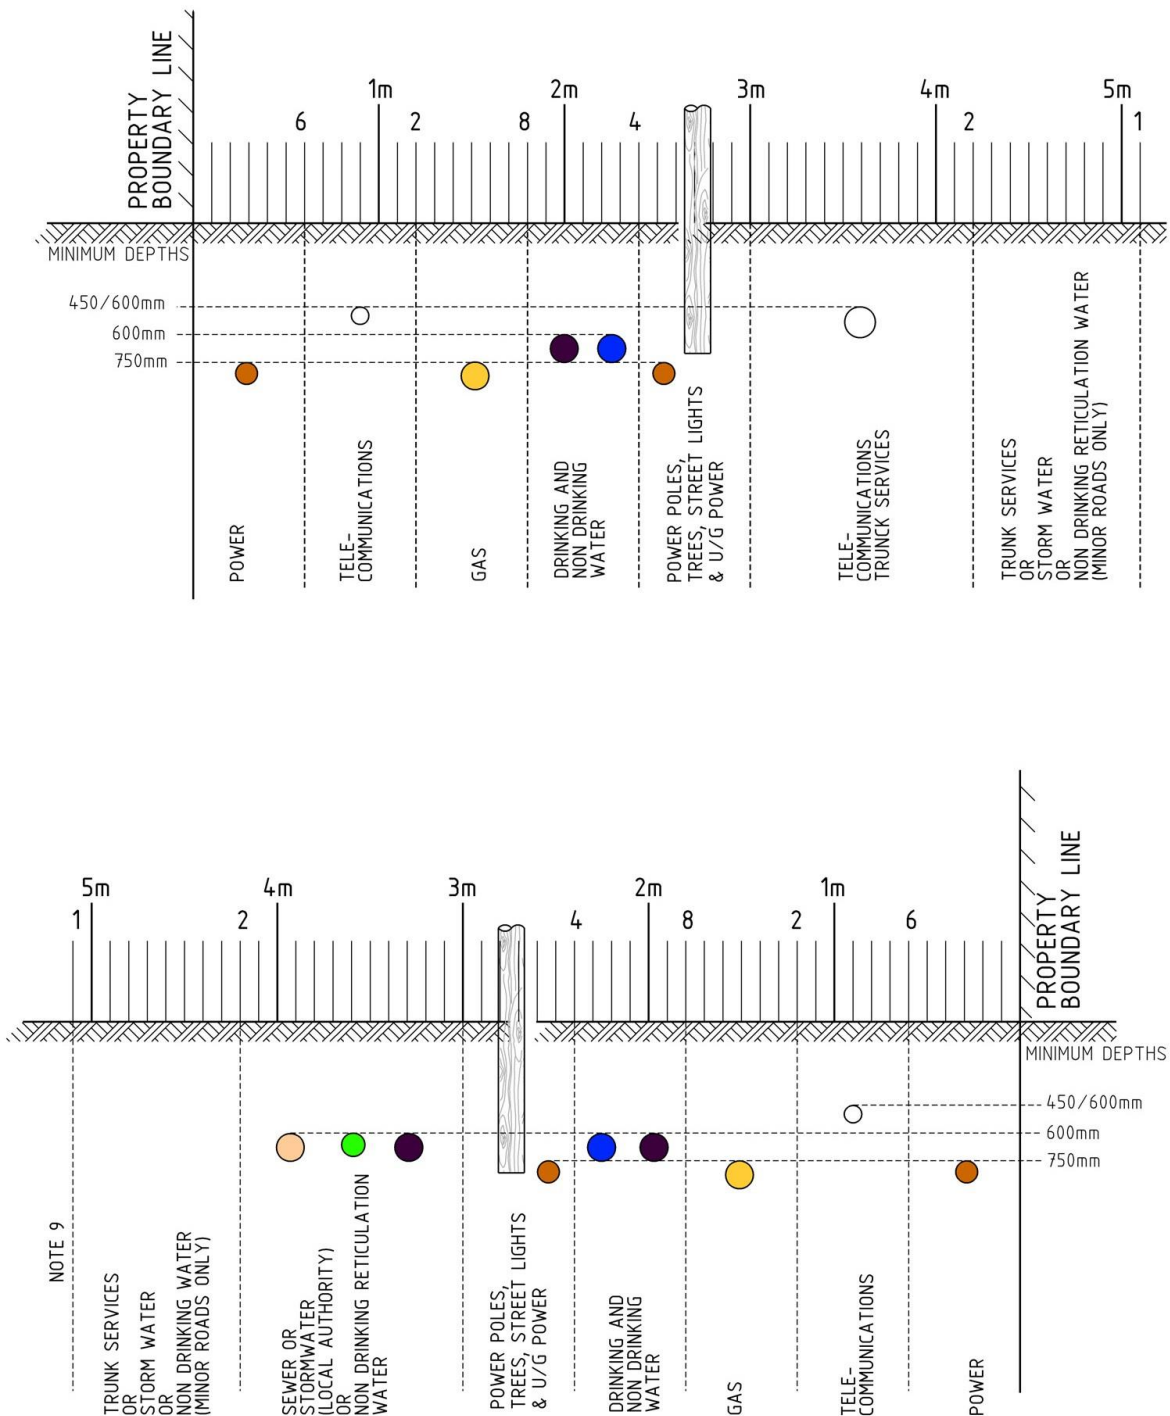 PROPERTY
BOUNDARY LINE
1m
2m
3m
4m
5m
6
2
8
4
2
1
MINIMUM DEPTHS
450/600mm
600mm
750mm
POWER
TELE-
COMMUNICATIONS
GAS
DRINKING AND
NON DRINKING
WATER
POWER POLES,
TREES, STREET LIGHTS
& U/G POWER
TELE-
COMMUNICATIONS
TRUNCK SERVICES
TRUNK SERVICES
OR
STORM WATER
OR
NON DRINKING RETICULATION WATER
(MINOR ROADS ONLY)
5m
4m
3m
2m
1m
1
2
4
8
2
6
PROPERTY
BOUNDARY LINE
MINIMUM DEPTHS
450/600mm
600mm
750mm
NOTE 9
TRUNK SERVICES
OR
STORM WATER
OR
NON DRINKING WATER
(MINOR ROADS ONLY)
SEWER OR
STORMWATER
(LOCAL AUTHORITY)
OR
NON DRINKING RETICULATION
WATER
POWER POLES,
TREES, STREET LIGHTS
& U/G POWER
DRINKING AND
NON DRINKING
WATER
GAS
TELE-
COMMUNICATIONS
POWER